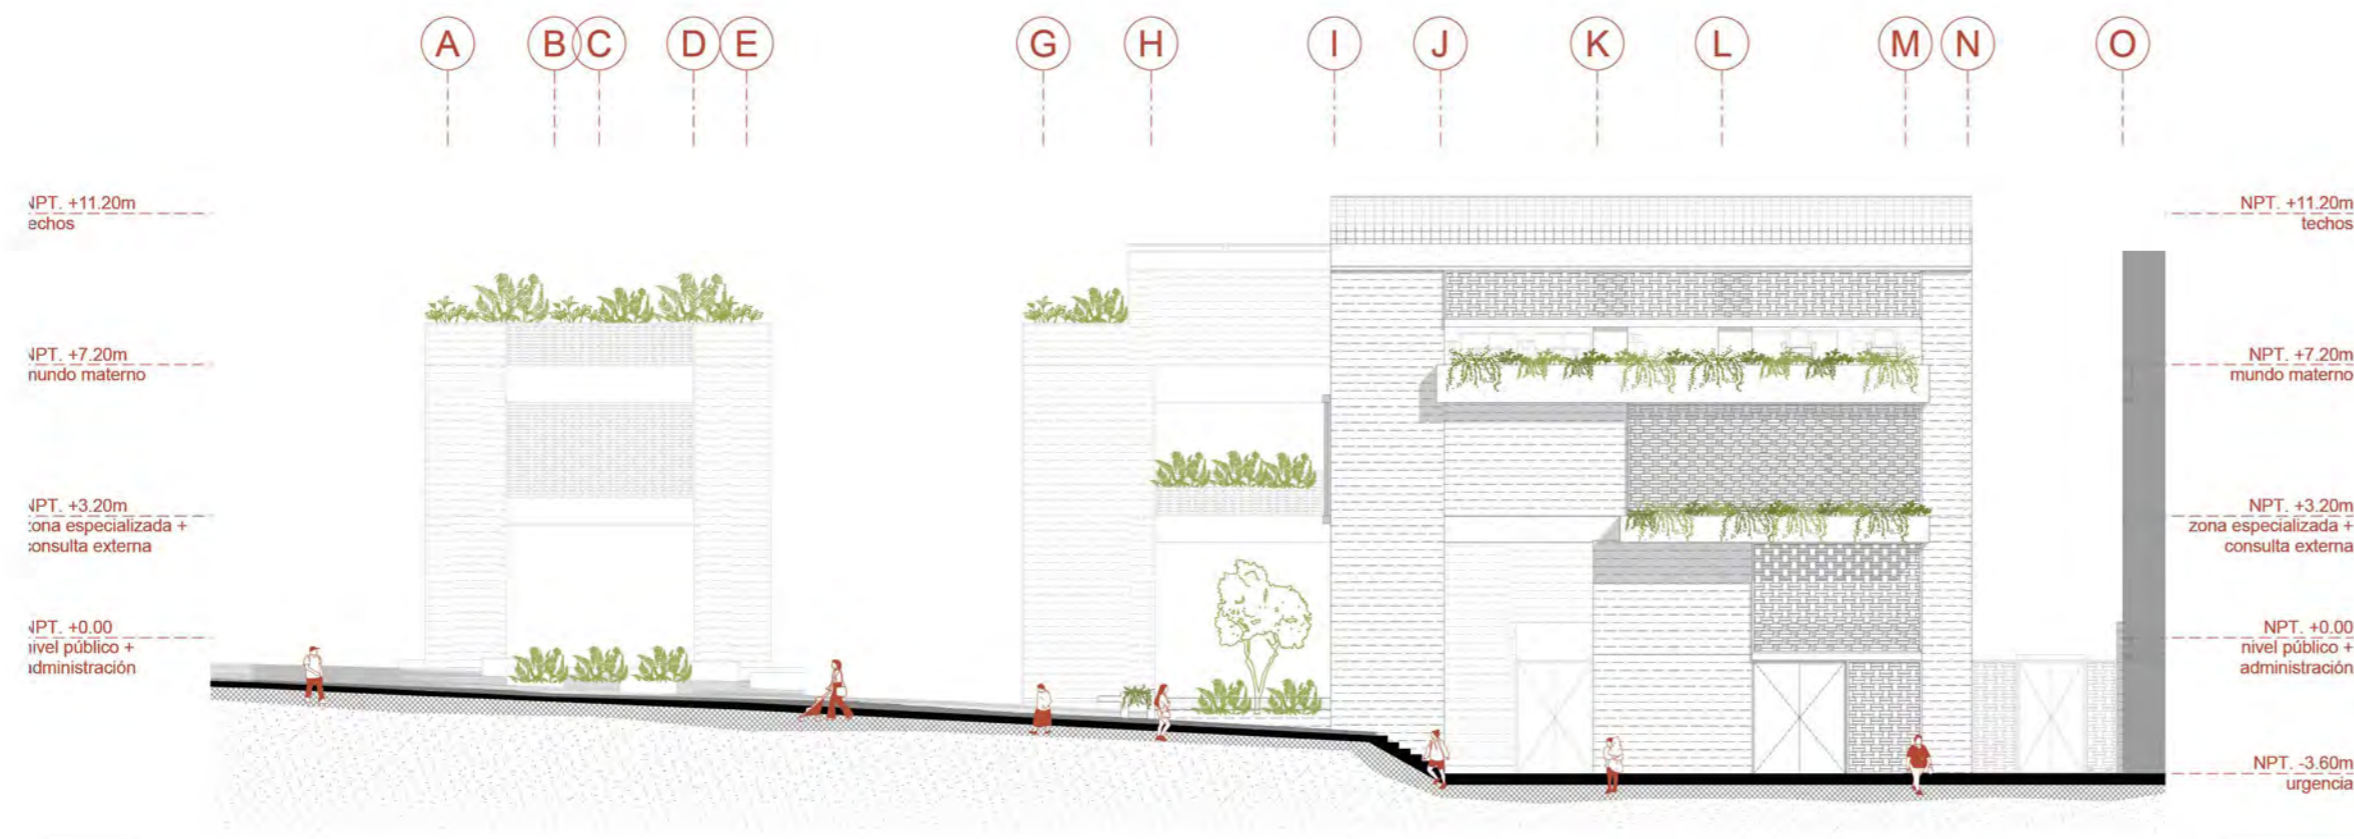 A B C D E G H I J K L M N O
NPT. +11.20m
echos
NPT. +7.20m
mundo materno
NPT. +3.20m
zona especializada +
consulta externa
NPT. +0.00
nivel público +
administración
NPT. +11.20m
techos
NPT. +7.20m
mundo materno
NPT. +3.20m
zona especializada +
consulta externa
NPT. +0.00
nivel público +
administración
NPT. -3.60m
urgencia